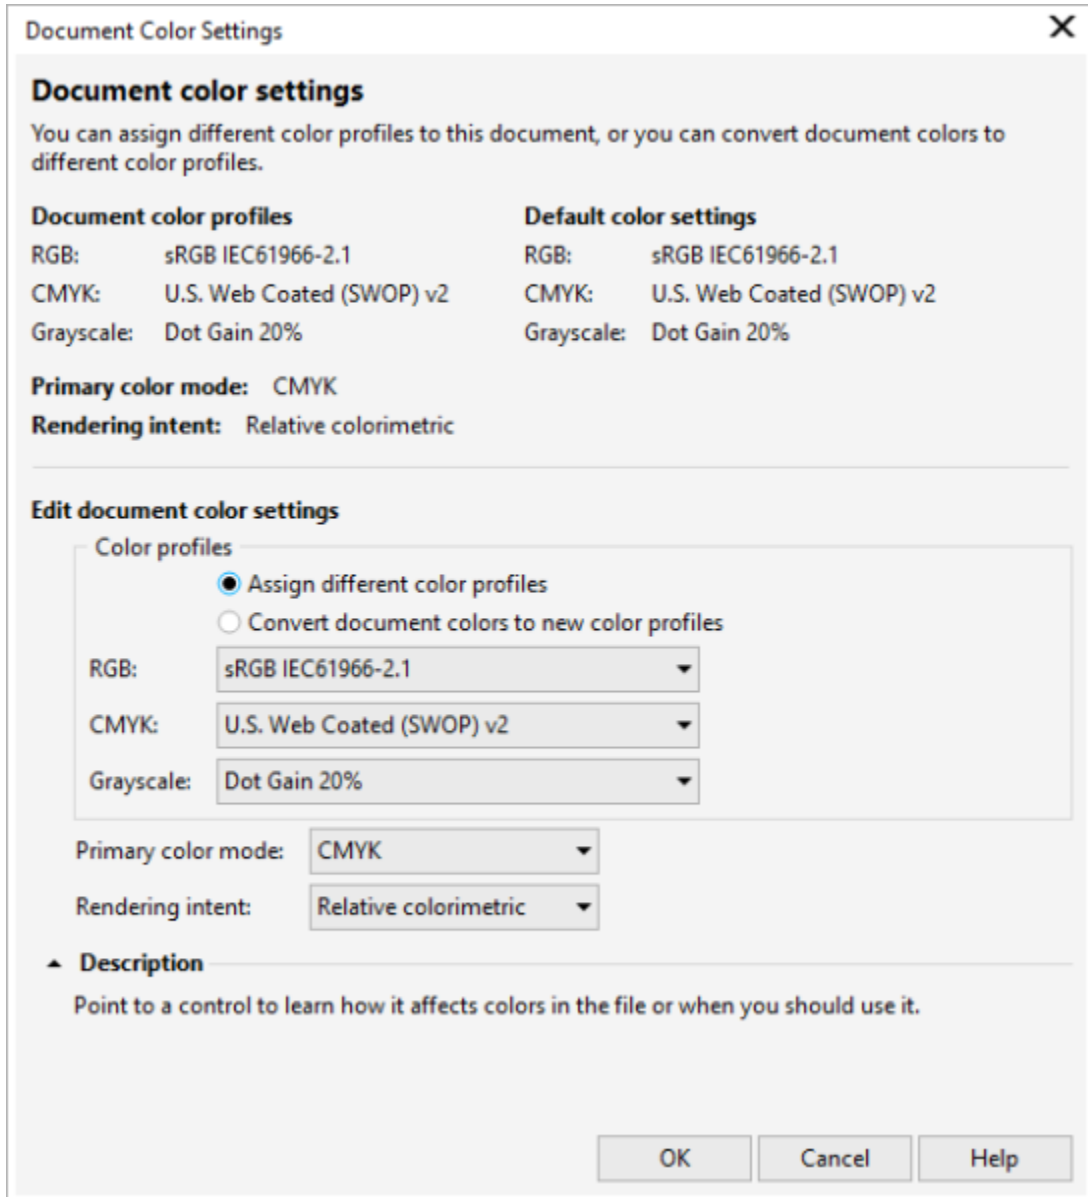 Document Color Settings
Document color settings
You can assign different color profiles to this document, or you can convert document colors to
different color profiles.
Document color profiles
RGB: sRGB IEC61966-2.1
CMYK: U.S. Web Coated (SWOP) v2
Grayscale: Dot Gain 20%
Default color settings
RGB: sRGB IEC61966-2.1
CMYK: U.S. Web Coated (SWOP) v2
Grayscale: Dot Gain 20%
Primary color mode: CMYK
Rendering intent: Relative colorimetric
Edit document color settings
Color profiles
Assign different color profiles
Convert document colors to new color profiles
RGB: sRGB IEC61966-2.1
CMYK: U.S. Web Coated (SWOP) v2
Grayscale: Dot Gain 20%
Primary color mode: CMYK
Rendering intent: Relative colorimetric
Description
Point to a control to learn how it affects colors in the file or when you should use it.
OK Cancel Help